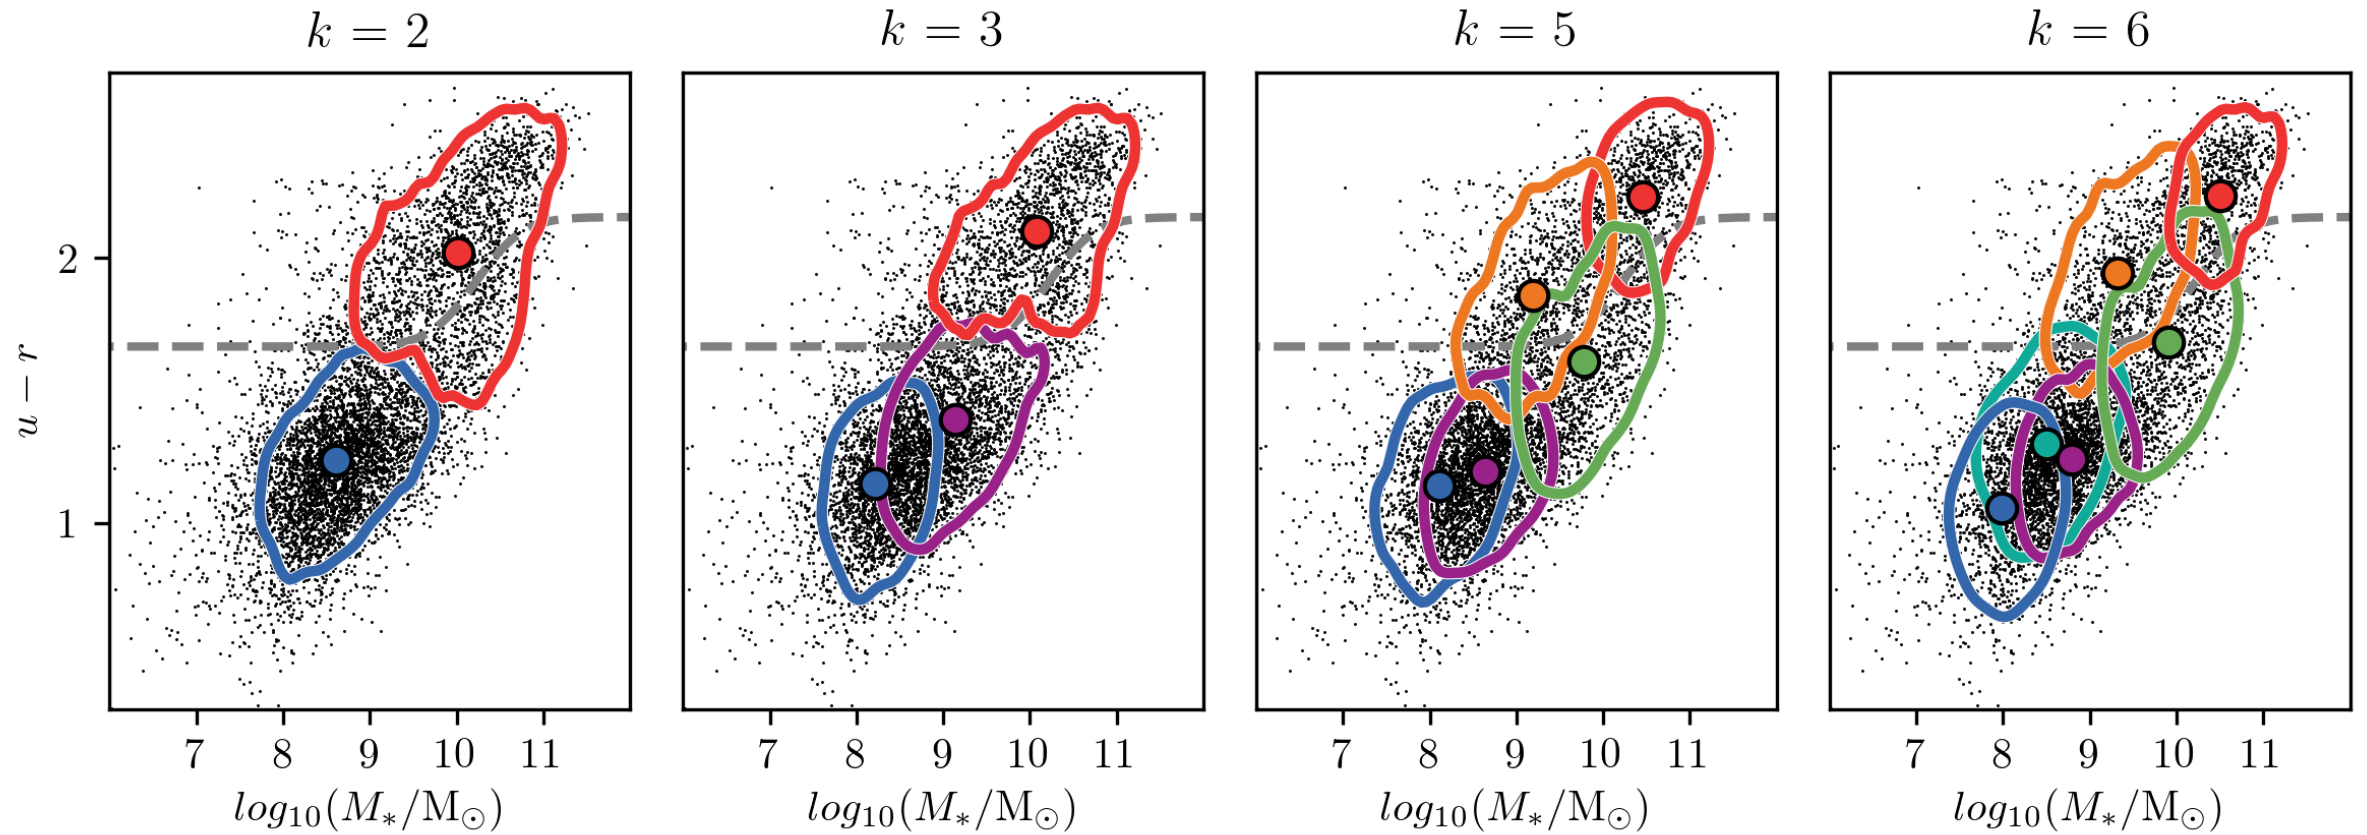 k = 2 k = 3 k = 5 k = 6
2
1
u − r
7 8 9 10 11 7 8 9 10 11 7 8 9 10 11 7 8 9 10 11
log₁₀(M∗/M⊙) log₁₀(M∗/M⊙) log₁₀(M∗/M⊙) log₁₀(M∗/M⊙)